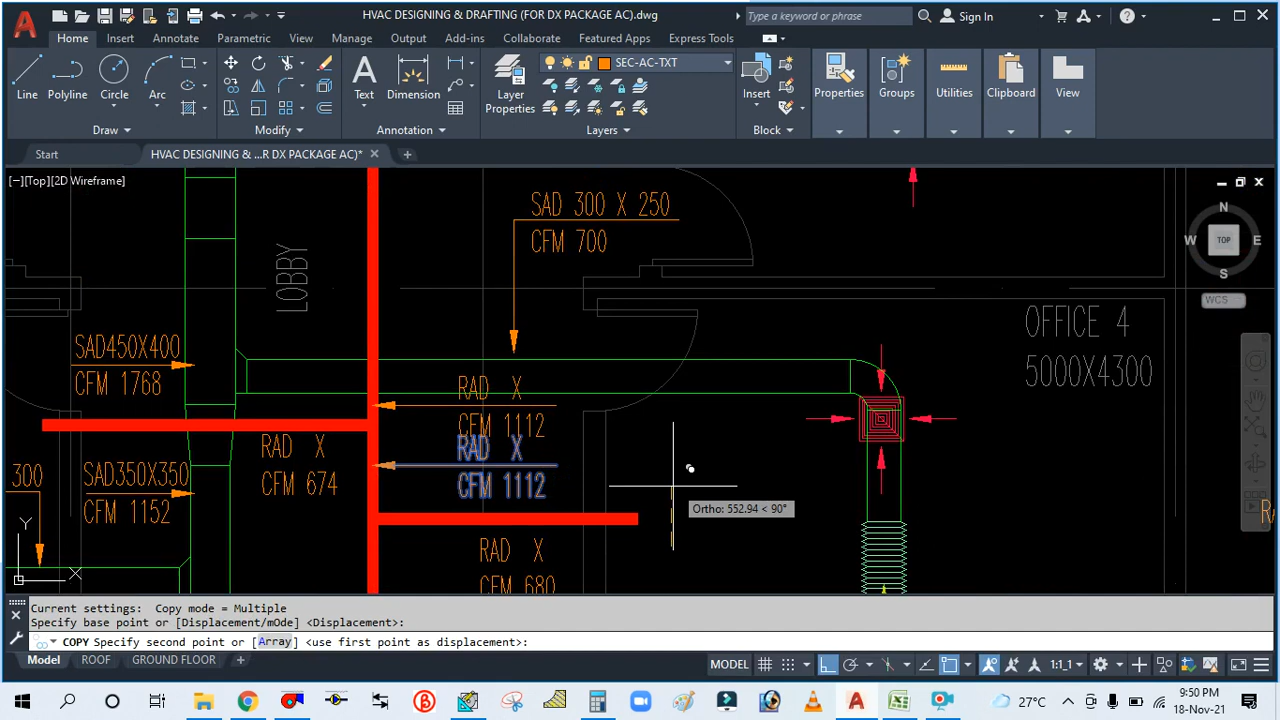 HVAC DESIGNING & DRAFTING (FOR DX PACKAGE AC).dwg
Type a keyword or phrase
Sign In
Home Insert Annotate Parametric View Manage Output Add-ins Collaborate Featured Apps Express Tools
SEC-AC-TXT
Line Polyline Circle Arc Text Dimension Layer Properties Insert Properties Groups Utilities Clipboard View
Draw Modify Annotation Layers Block
Start
HVAC DESIGNING & ...R DX PACKAGE AC)*
[−][Top][2D Wireframe]
N
W TOP E
S
WCS
SAD 300 X 250
CFM 700
LOBBY
OFFICE 4
5000X4300
SAD450X400
CFM 1768
RAD X
CFM 1112
RAD X
CFM 1112
RAD X
CFM 674
300
SAD350X350
CFM 1152
Ortho: 552.94 < 90°
RAD X
CFM 680
Y
X
Current settings: Copy mode = Multiple
Specify base point or [Displacement/mOde] <Displacement>:
COPY Specify second point or [Array] <use first point as displacement>:
Model ROOF GROUND FLOOR
MODEL
1:1_1
27°C
9:50 PM
18-Nov-21